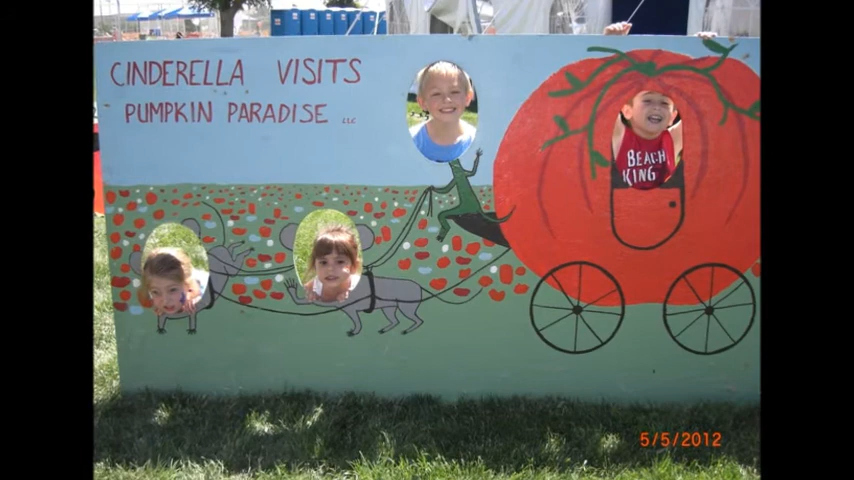 CINDERELLA VISITS
PUMPKIN PARADISE LLC
BEACH
KING
5/5/2012